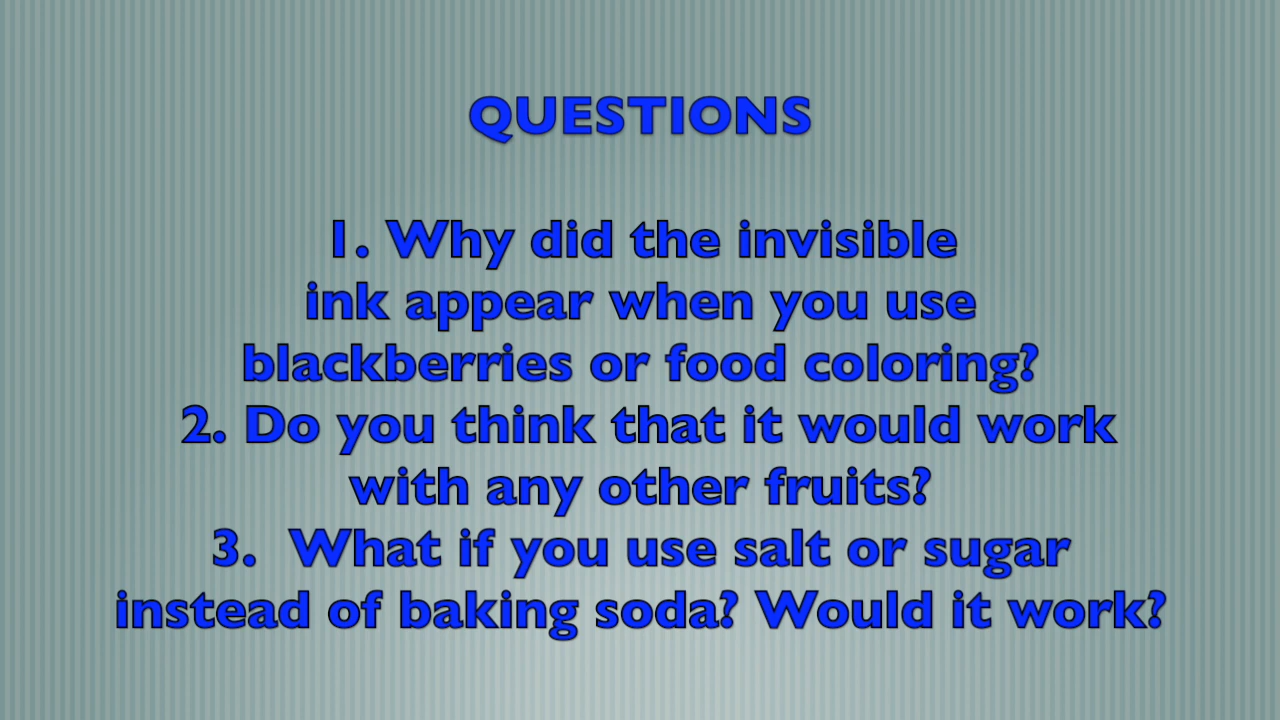 QUESTIONS
1. Why did the invisible
ink appear when you use
blackberries or food coloring?
2. Do you think that it would work
with any other fruits?
3. What if you use salt or sugar
instead of baking soda? Would it work?